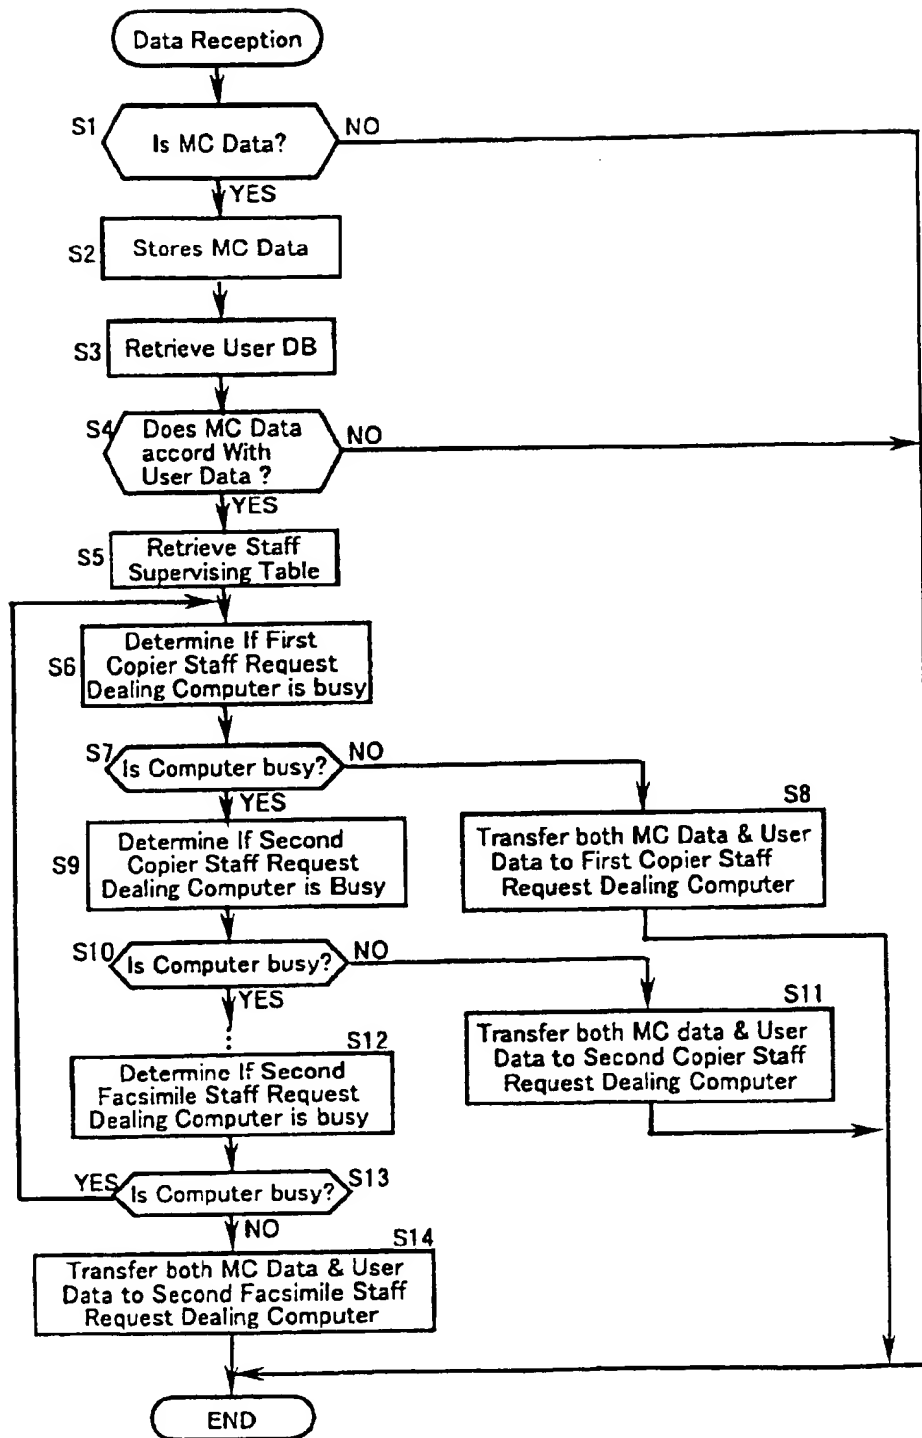 Data Reception
S1
Is MC Data?
NO
YES
S2
Stores MC Data
S3
Retrieve User DB
S4
Does MC Data
accord With
User Data ?
NO
YES
S5
Retrieve Staff
Supervising Table
S6
Determine If First
Copier Staff Request
Dealing Computer is busy
S7
Is Computer busy?
NO
YES
S8
Transfer both MC Data & User
Data to First Copier Staff
Request Dealing Computer
S9
Determine If Second
Copier Staff Request
Dealing Computer is Busy
S10
Is Computer busy?
NO
YES
S11
Transfer both MC data & User
Data to Second Copier Staff
Request Dealing Computer
S12
Determine If Second
Facsimile Staff Request
Dealing Computer is busy
YES
Is Computer busy?
S13
NO
S14
Transfer both MC Data & User
Data to Second Facsimile Staff
Request Dealing Computer
END